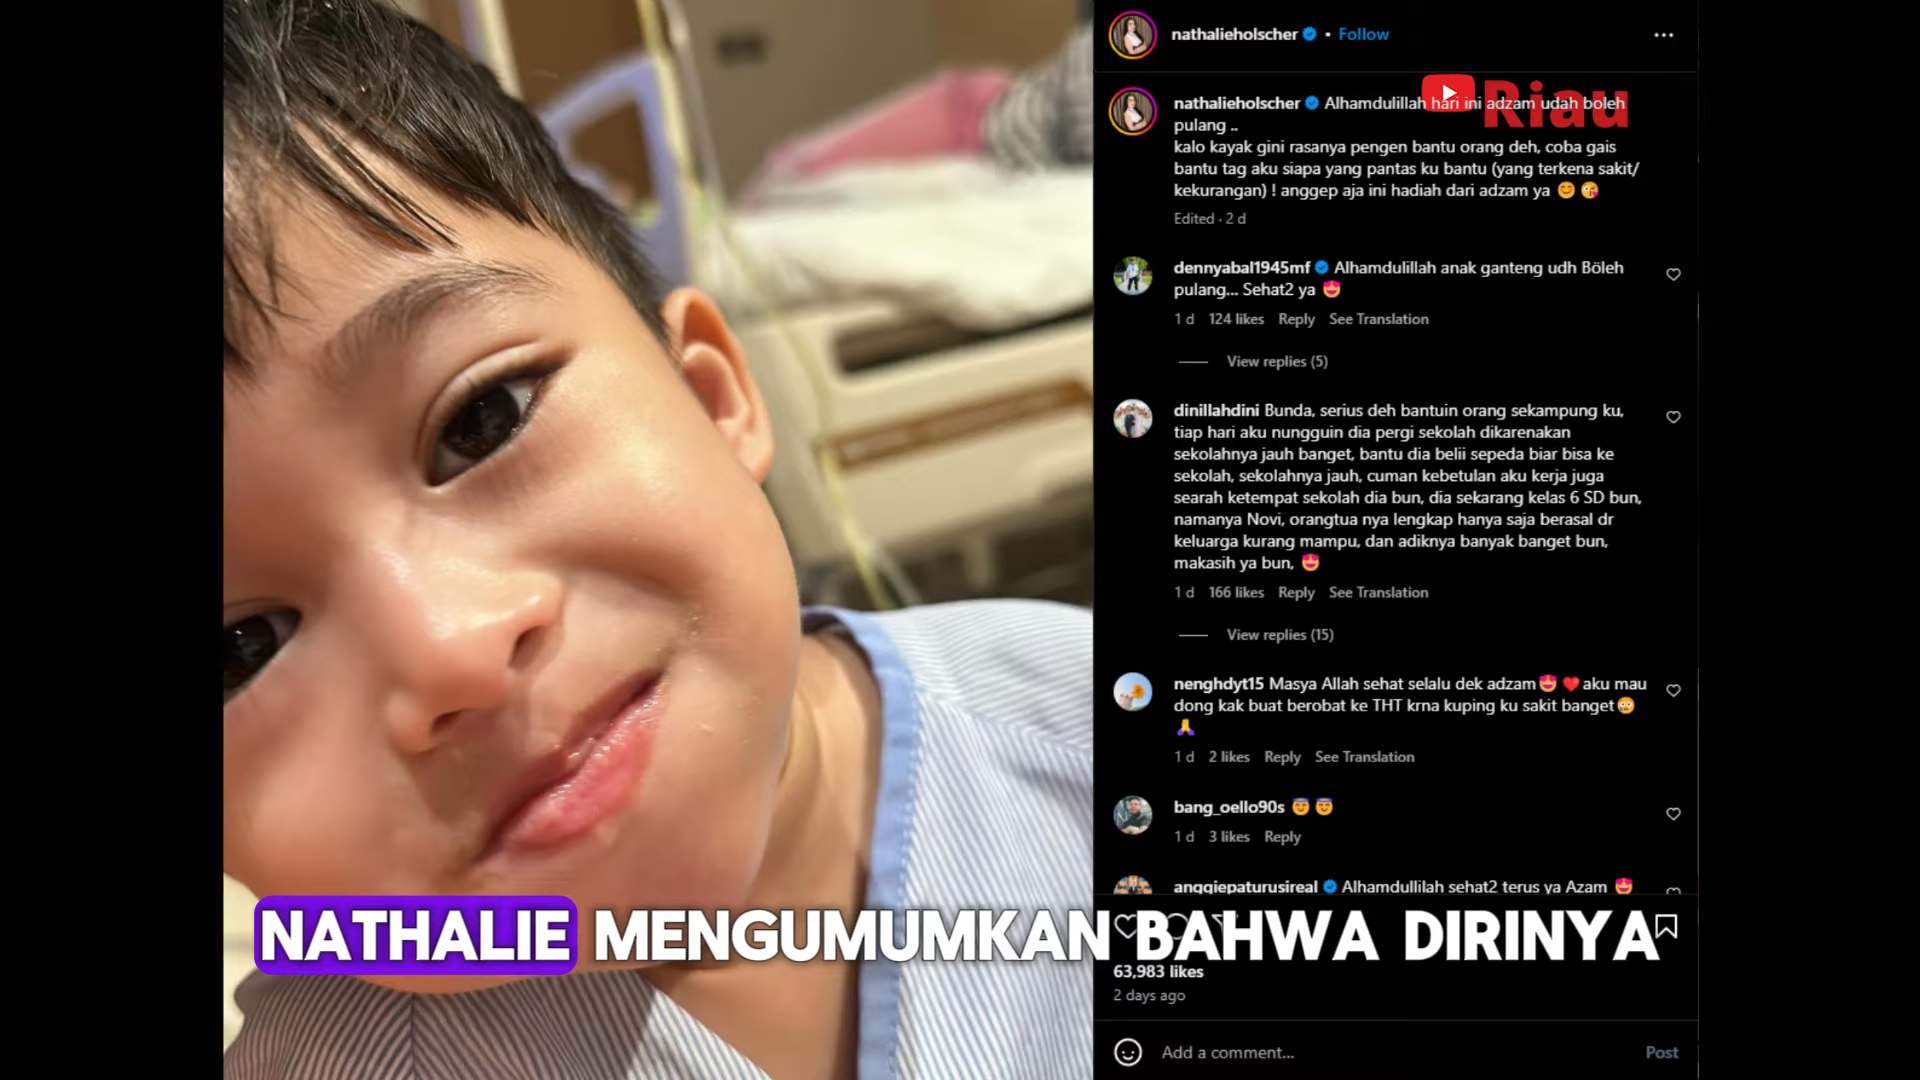 nathalieholscher • Follow
nathalieholscher Alhamdulillah hari ini adzam udah boleh
pulang ..
kalo kayak gini rasanya pengen bantu orang deh, coba gais
bantu tag aku siapa yang pantas ku bantu (yang terkena sakit/
kekurangan) ! anggep aja ini hadiah dari adzam ya 😊 😘
Edited · 2 d
Riau
dennyabal1945mf Alhamdulillah anak ganteng udh Böleh
pulang... Sehat2 ya 😍
1 d 124 likes Reply See Translation
View replies (5)
dinillahdini Bunda, serius deh bantuin orang sekampung ku,
tiap hari aku nungguin dia pergi sekolah dikarenakan
sekolahnya jauh banget, bantu dia belii sepeda biar bisa ke
sekolah, sekolahnya jauh, cuman kebetulan aku kerja juga
searah ketempat sekolah dia bun, dia sekarang kelas 6 SD bun,
namanya Novi, orangtua nya lengkap hanya saja berasal dr
keluarga kurang mampu, dan adiknya banyak banget bun,
makasih ya bun, 😍
1 d 166 likes Reply See Translation
View replies (15)
nenghdyt15 Masya Allah sehat selalu dek adzam😍 ❤️aku mau
dong kak buat berobat ke THT krna kuping ku sakit banget😢
🙏
1 d 2 likes Reply See Translation
bang_oello90s 😇 😇
1 d 3 likes Reply
anggiepaturusireal Alhamdullilah sehat2 terus ya Azam 😍
NATHALIE MENGUMUMKAN BAHWA DIRINYA
63,983 likes
2 days ago
Add a comment... Post